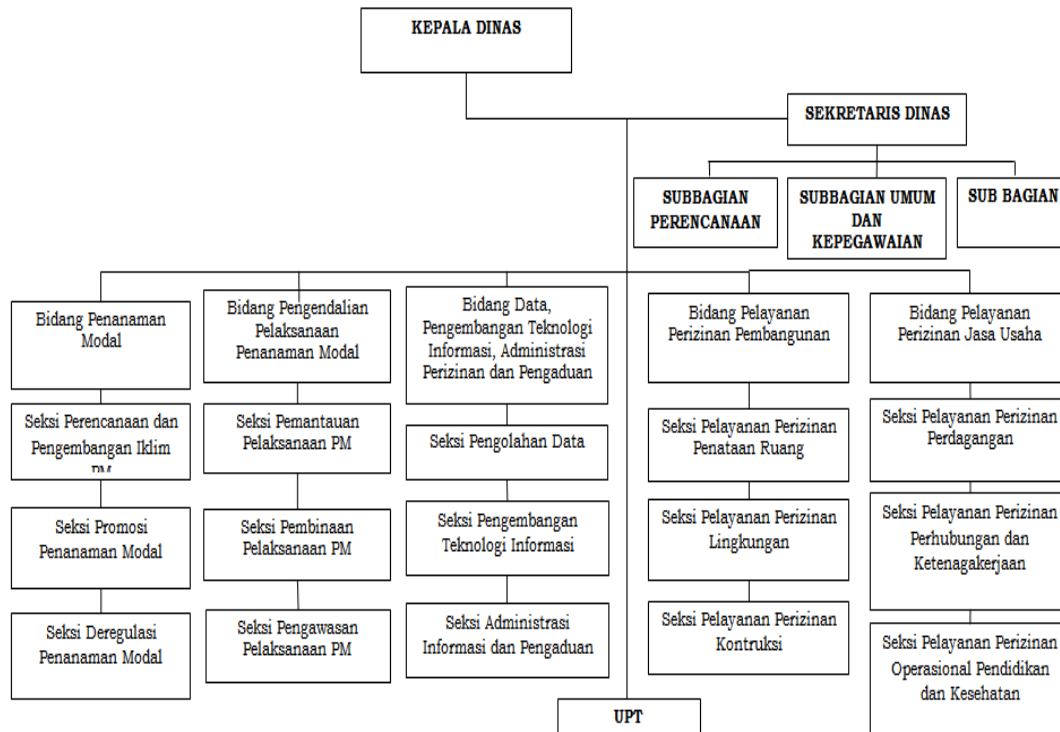 KEPALA DINAS
SEKRETARIS DINAS
SUBBAGIAN
PERENCANAAN
SUBBAGIAN UMUM
DAN
KEPEGAWAIAN
SUB BAGIAN
Bidang Penanaman
Modal
Seksi Perencanaan dan
Pengembangan Iklim
PM
Seksi Promosi
Penanaman Modal
Seksi Deregulasi
Penanaman Modal
Bidang Pengendalian
Pelaksanaan
Penanaman Modal
Seksi Pemantauan
Pelaksanaan PM
Seksi Pembinaan
Pelaksanaan PM
Seksi Pengawasan
Pelaksanaan PM
Bidang Data,
Pengembangan Teknologi
Informasi, Administrasi
Perizinan dan Pengaduan
Seksi Pengolahan Data
Seksi Pengembangan
Teknologi Informasi
Seksi Administrasi
Informasi dan Pengaduan
Bidang Pelayanan
Perizinan Pembangunan
Seksi Pelayanan Perizinan
Penataan Ruang
Seksi Pelayanan Perizinan
Lingkungan
Seksi Pelayanan Perizinan
Kontruksi
Bidang Pelayanan
Perizinan Jasa Usaha
Seksi Pelayanan Perizinan
Perdagangan
Seksi Pelayanan Perizinan
Perhubungan dan
Ketenagakerjaan
Seksi Pelayanan Perizinan
Operasional Pendidikan
dan Kesehatan
UPT